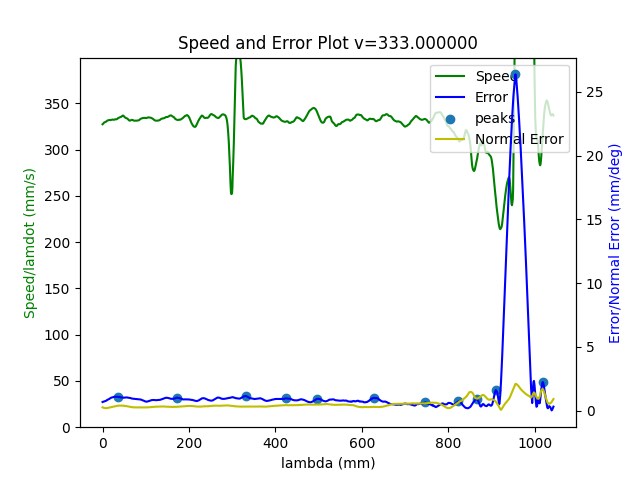 Speed and Error Plot v=333.000000
Speed
Error
peaks
Normal Error
350
300
250
200
150
100
50
0
Speed/lamdot (mm/s)
25
20
15
10
5
0
Error/Normal Error (mm/deg)
0 200 400 600 800 1000
lambda (mm)